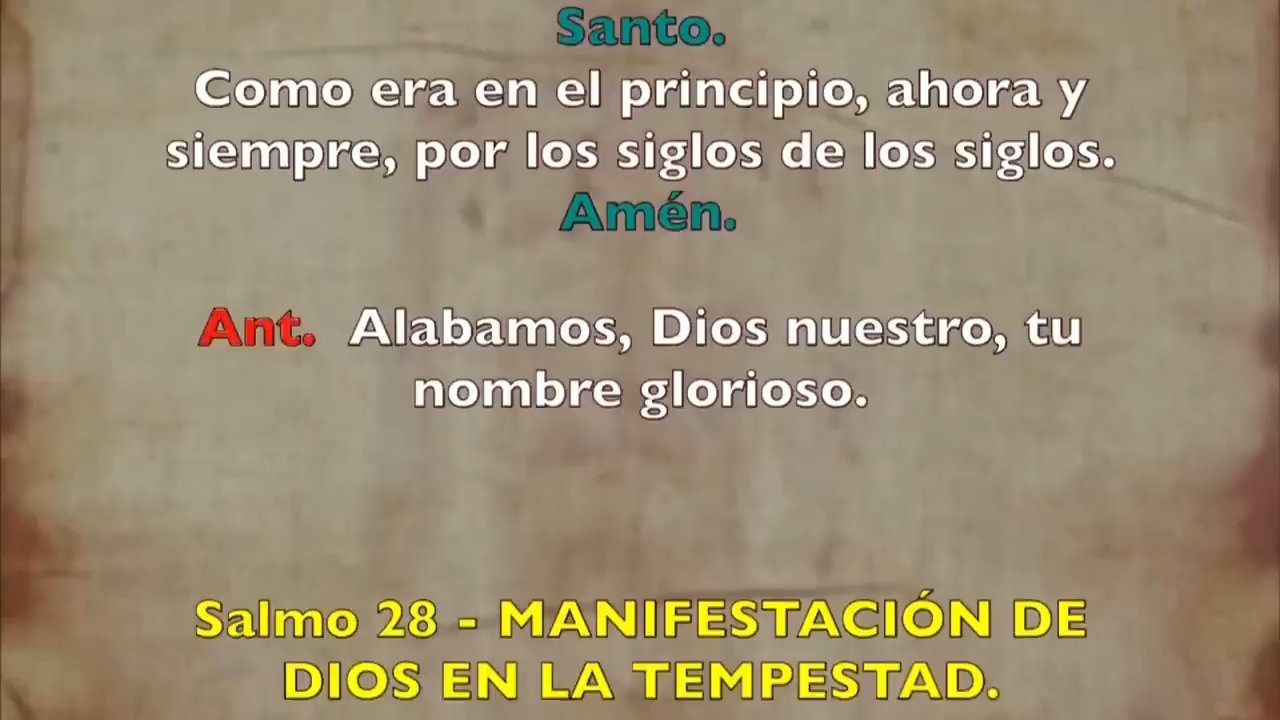 Santo.
Como era en el principio, ahora y
siempre, por los siglos de los siglos.
Amén.
Ant. Alabamos, Dios nuestro, tu
nombre glorioso.
Salmo 28 - MANIFESTACIÓN DE
DIOS EN LA TEMPESTAD.